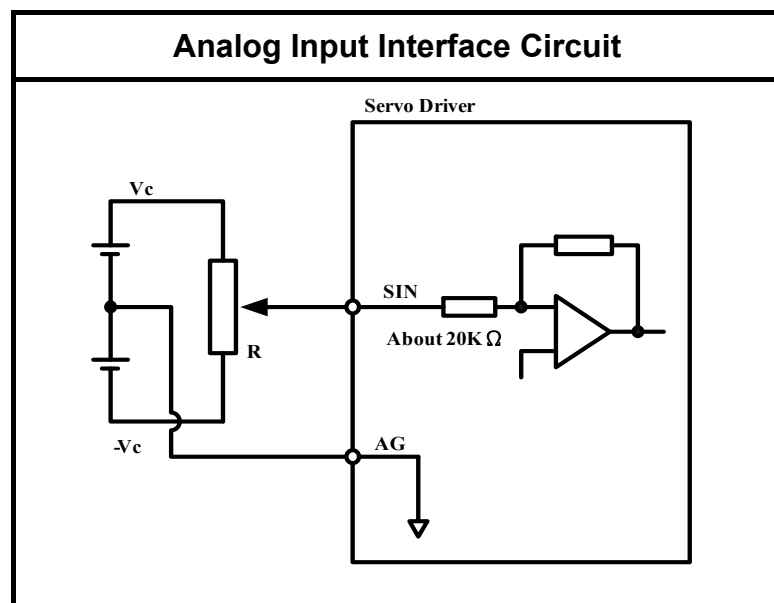 Analog Input Interface Circuit
Servo Driver
Vc
SIN
R
About 20K Ω
-Vc
AG